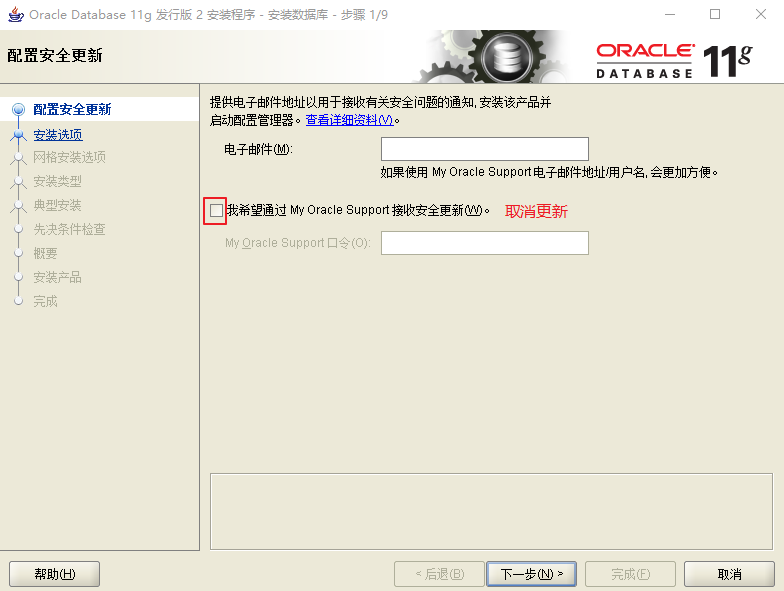 Oracle Database 11g 发行版 2 安装程序 - 安装数据库 - 步骤 1/9
配置安全更新
ORACLE
DATABASE
11g
配置安全更新
安装选项
网格安装选项
安装类型
典型安装
先决条件检查
概要
安装产品
完成
提供电子邮件地址以用于接收有关安全问题的通知, 安装该产品并
启动配置管理器。查看详细资料(V)。
电子邮件(M):
如果使用 My Oracle Support 电子邮件地址/用户名, 会更加方便。
我希望通过 My Oracle Support 接收安全更新(W)。 取消更新
My Oracle Support 口令(O):
帮助(H)
< 后退(B)
下一步(N) >
完成(F)
取消